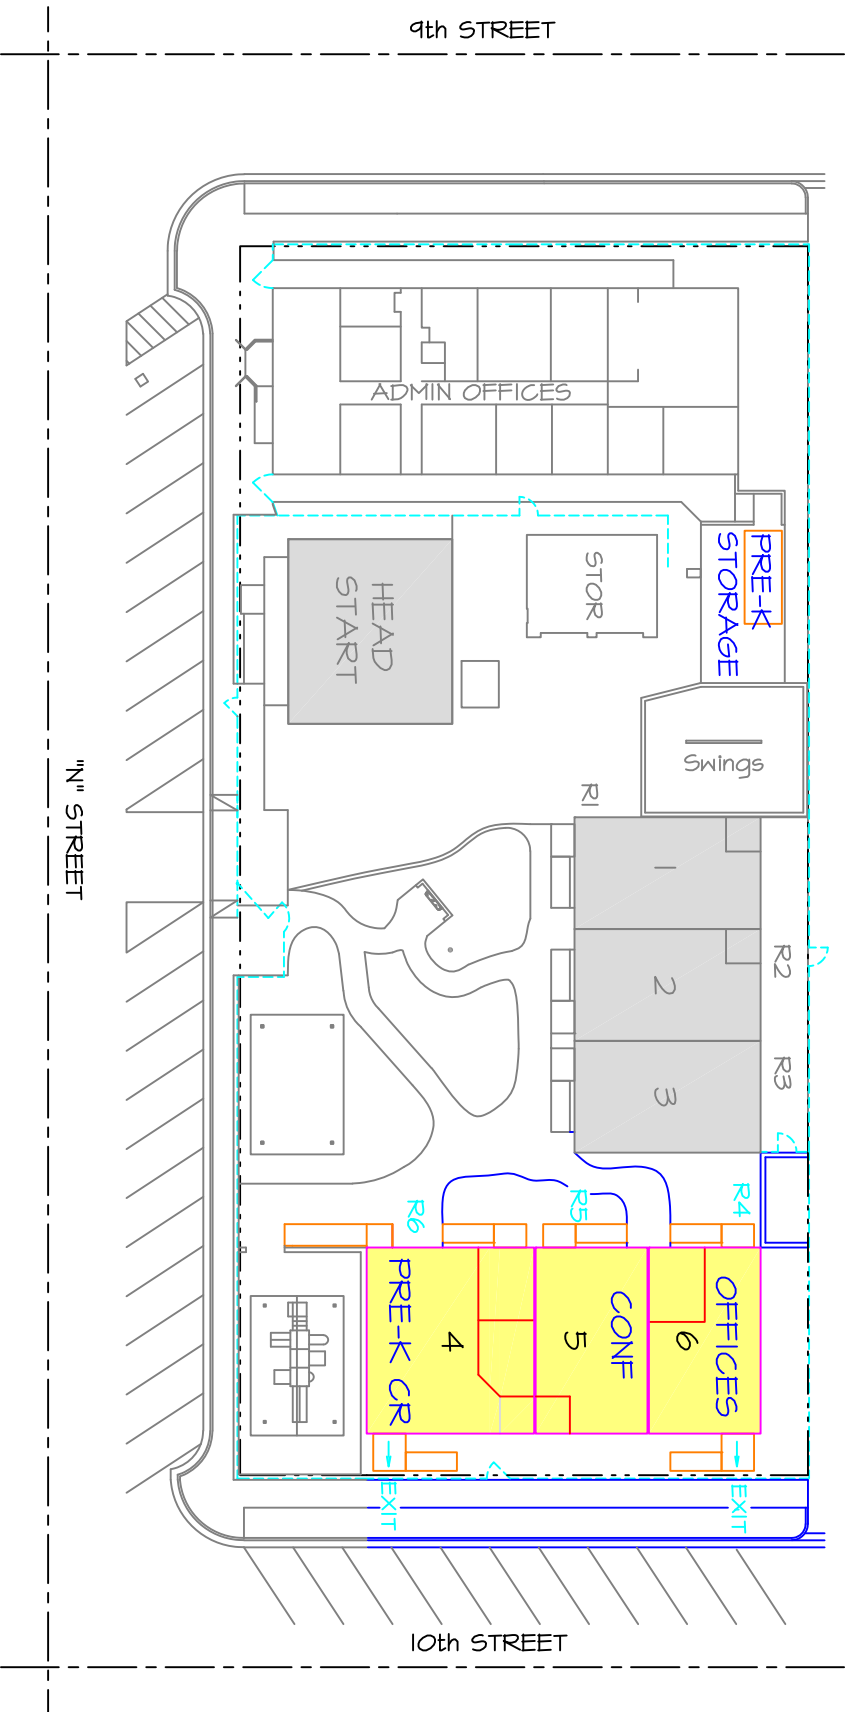 9th STREET
ADMIN OFFICES
PRE-K
STORAGE
STOR
HEAD
START
Swings
"N" STREET
R1
1
R2
2
R3
3
R4
R5
R6
OFFICES
6
CONF
5
4
PRE-K CR
EXIT
EXIT
10th STREET